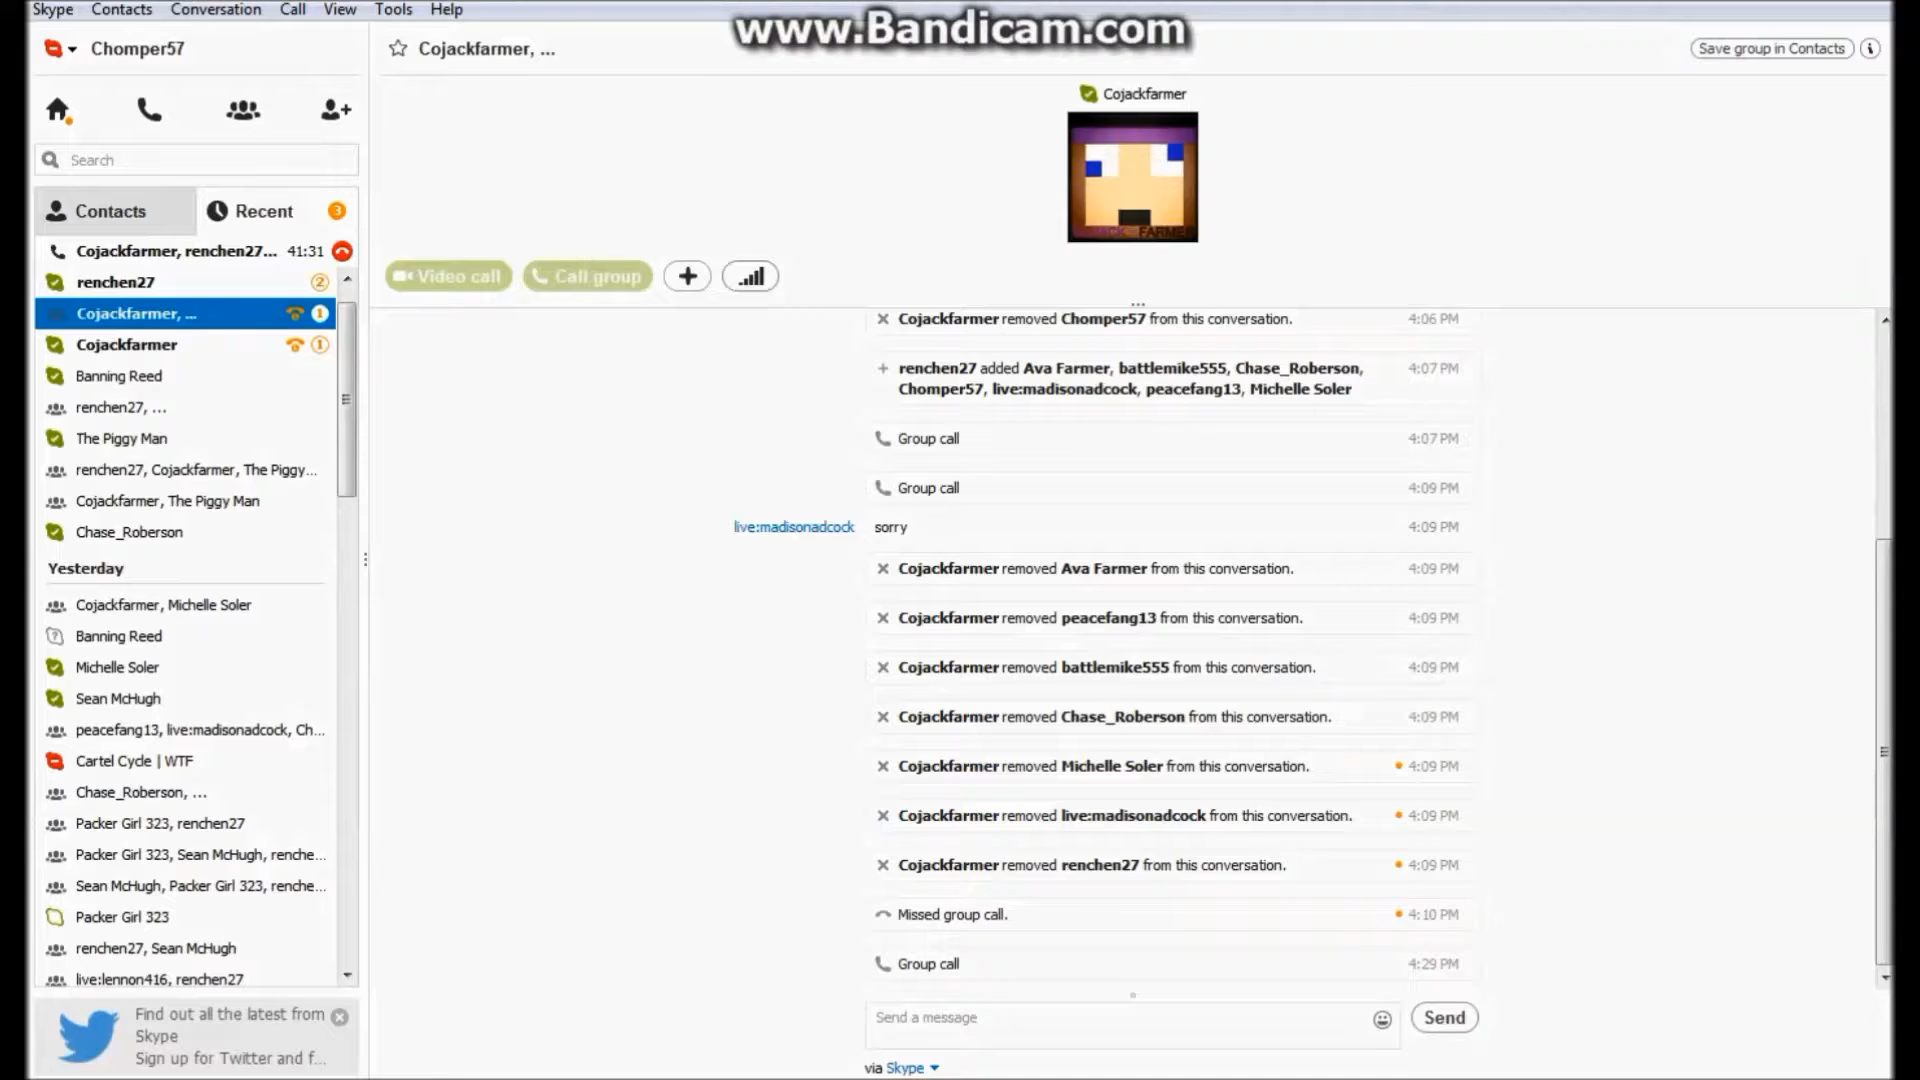 Skype Contacts Conversation Call View Tools Help
www.Bandicam.com
Chomper57
Cojackfarmer, ...
Save group in Contacts
Cojackfarmer
Search
Contacts
Recent
3
Cojackfarmer, renchen27... 41:31
renchen27 2
Cojackfarmer, ... 1
Cojackfarmer 1
Banning Reed
renchen27, ...
The Piggy Man
renchen27, Cojackfarmer, The Piggy...
Cojackfarmer, The Piggy Man
Chase_Roberson
Yesterday
Cojackfarmer, Michelle Soler
Banning Reed
Michelle Soler
Sean McHugh
peacefang13, live:madisonadcock, Ch...
Cartel Cycle | WTF
Chase_Roberson, ...
Packer Girl 323, renchen27
Packer Girl 323, Sean McHugh, renche...
Sean McHugh, Packer Girl 323, renche...
Packer Girl 323
renchen27, Sean McHugh
live:lennon416, renchen27
Find out all the latest from
Skype
Sign up for Twitter and f...
Video call
Call group
Cojackfarmer removed Chomper57 from this conversation. 4:06 PM
renchen27 added Ava Farmer, battlemike555, Chase_Roberson, 4:07 PM
Chomper57, live:madisonadcock, peacefang13, Michelle Soler
Group call 4:07 PM
Group call 4:09 PM
live:madisonadcock sorry 4:09 PM
Cojackfarmer removed Ava Farmer from this conversation. 4:09 PM
Cojackfarmer removed peacefang13 from this conversation. 4:09 PM
Cojackfarmer removed battlemike555 from this conversation. 4:09 PM
Cojackfarmer removed Chase_Roberson from this conversation. 4:09 PM
Cojackfarmer removed Michelle Soler from this conversation. 4:09 PM
Cojackfarmer removed live:madisonadcock from this conversation. 4:09 PM
Cojackfarmer removed renchen27 from this conversation. 4:09 PM
Missed group call. 4:10 PM
Group call 4:29 PM
Send a message
Send
via Skype